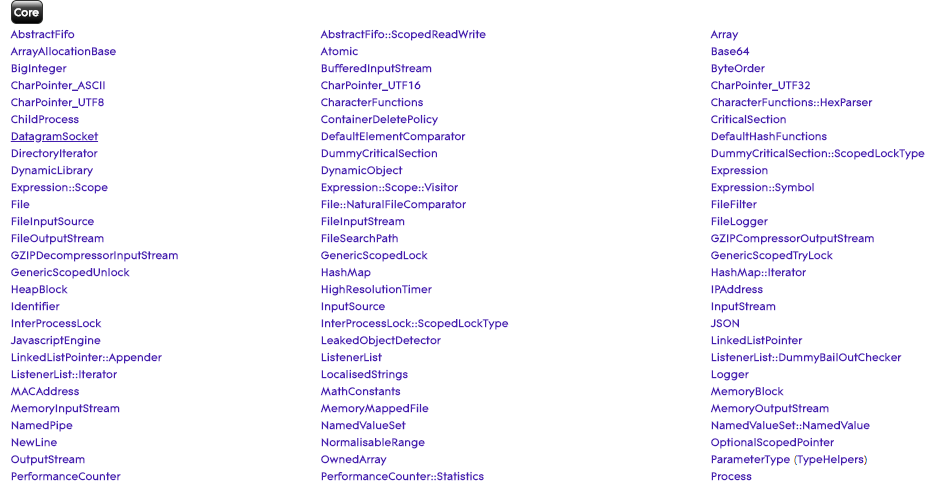 Core
AbstractFifo AbstractFifo::ScopedReadWrite Array
ArrayAllocationBase Atomic Base64
BigInteger BufferedInputStream ByteOrder
CharPointer_ASCII CharPointer_UTF16 CharPointer_UTF32
CharPointer_UTF8 CharacterFunctions CharacterFunctions::HexParser
ChildProcess ContainerDeletePolicy CriticalSection
DatagramSocket DefaultElementComparator DefaultHashFunctions
DirectoryIterator DummyCriticalSection DummyCriticalSection::ScopedLockType
DynamicLibrary DynamicObject Expression
Expression::Scope Expression::Scope::Visitor Expression::Symbol
File File::NaturalFileComparator FileFilter
FileInputSource FileInputStream FileLogger
FileOutputStream FileSearchPath GZIPCompressorOutputStream
GZIPDecompressorInputStream GenericScopedLock GenericScopedTryLock
GenericScopedUnlock HashMap HashMap::Iterator
HeapBlock HighResolutionTimer IPAddress
Identifier InputSource InputStream
InterProcessLock InterProcessLock::ScopedLockType JSON
JavascriptEngine LeakedObjectDetector LinkedListPointer
LinkedListPointer::Appender ListenerList ListenerList::DummyBailOutChecker
ListenerList::Iterator LocalisedStrings Logger
MACAddress MathConstants MemoryBlock
MemoryInputStream MemoryMappedFile MemoryOutputStream
NamedPipe NamedValueSet NamedValueSet::NamedValue
NewLine NormalisableRange OptionalScopedPointer
OutputStream OwnedArray ParameterType (TypeHelpers)
PerformanceCounter PerformanceCounter::Statistics Process